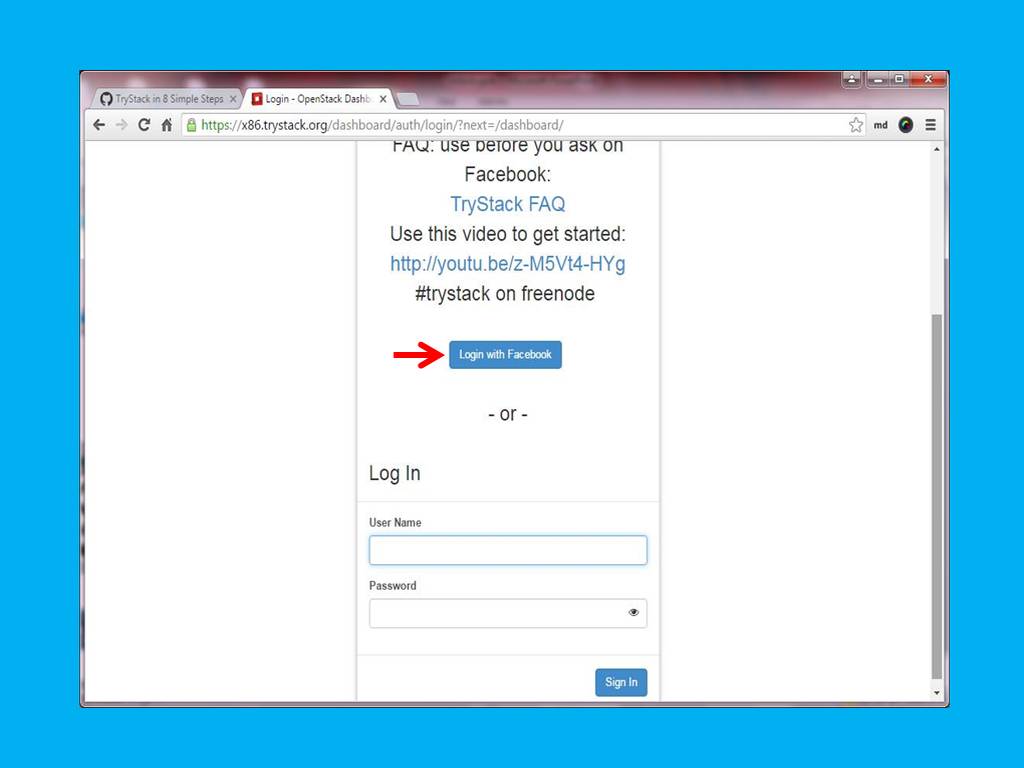 TryStack in 8 Simple Steps
Login - OpenStack Dashb
https://x86.trystack.org/dashboard/auth/login/?next=/dashboard/
md
FAQ: use before you ask on
Facebook:
TryStack FAQ
Use this video to get started:
http://youtu.be/z-M5Vt4-HYg
#trystack on freenode
Login with Facebook
- or -
Log In
User Name
Password
Sign In